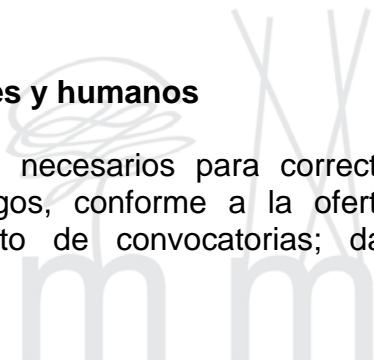 es y humanos
necesarios para correct
gos, conforme a la ofert
to de convocatorias; da